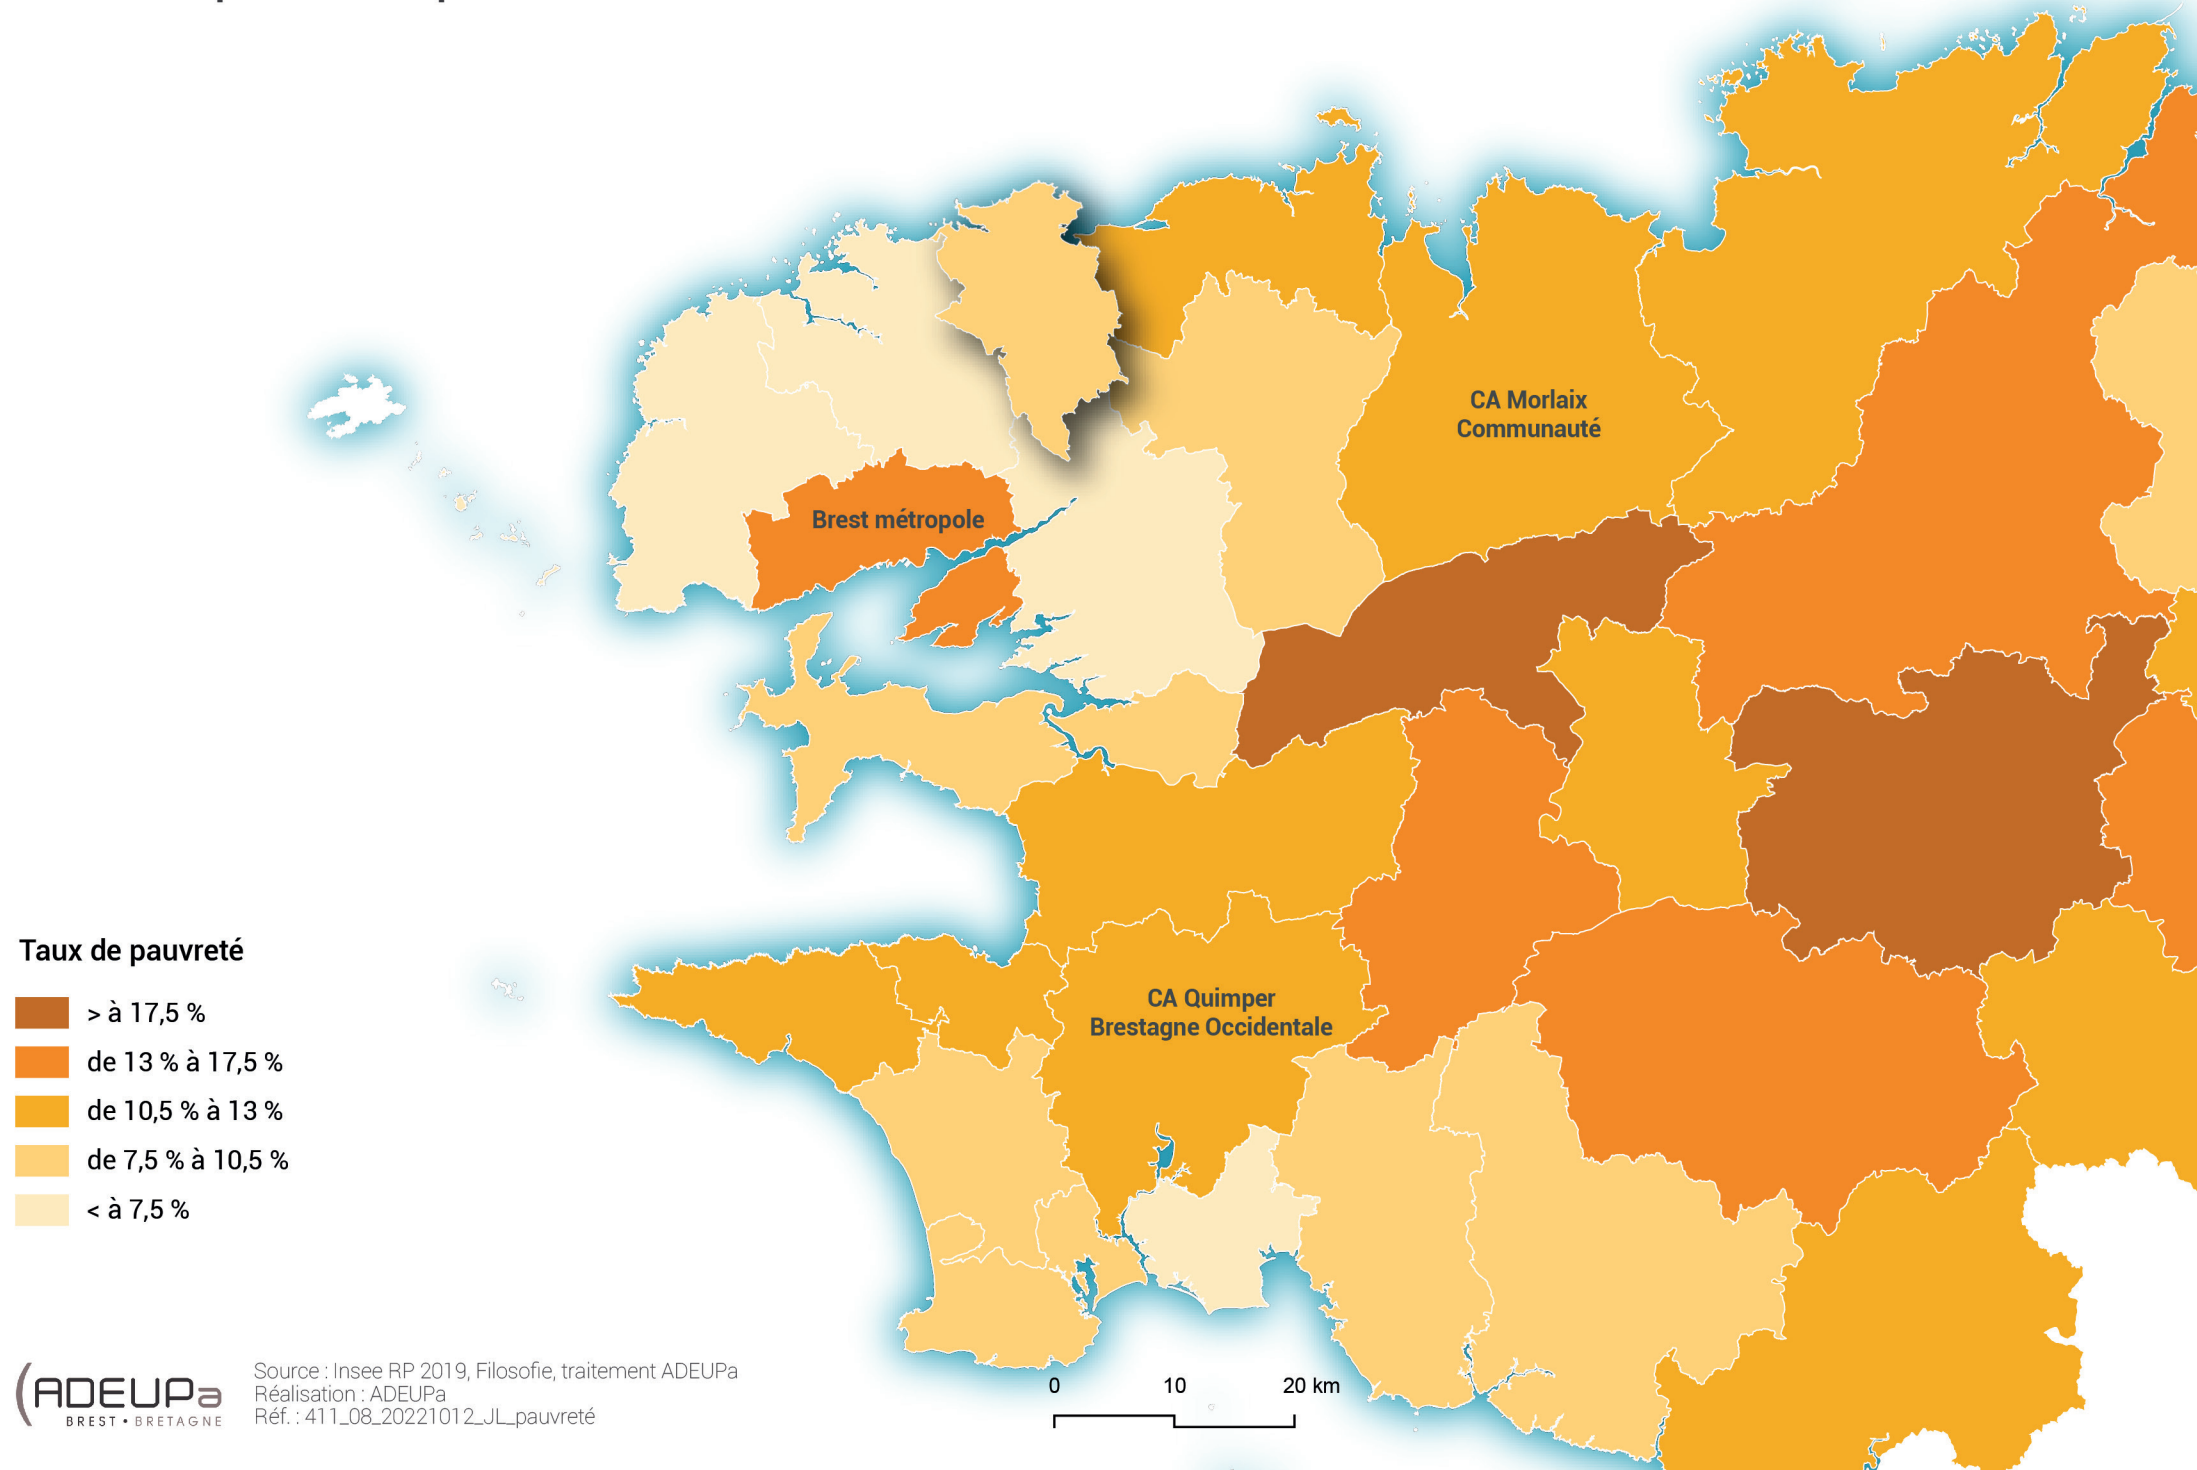 CA Morlaix
Communauté
Brest métropole
CA Quimper
Brestagne Occidentale
Taux de pauvreté
> à 17,5 %
de 13 % à 17,5 %
de 10,5 % à 13 %
de 7,5 % à 10,5 %
< à 7,5 %
0 10 20 km
ADEUPa
BREST • BRETAGNE
Source : Insee RP 2019, Filosofie, traitement ADEUPa
Réalisation : ADEUPa
Réf. : 411_08_20221012_JL_pauvreté